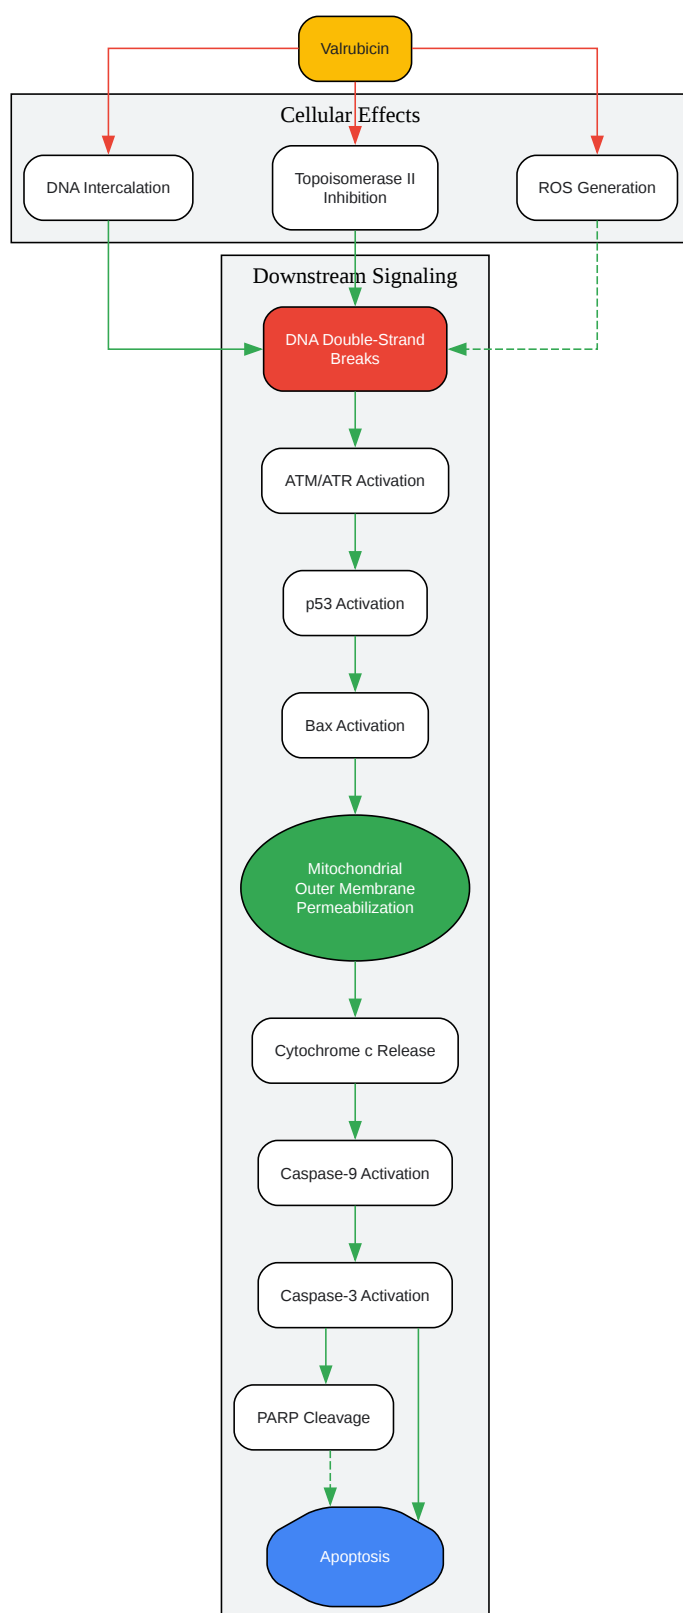 Valrubicin
Cellular Effects
DNA Intercalation
Topoisomerase II
Inhibition
ROS Generation
Downstream Signaling
DNA Double-Strand
Breaks
ATM/ATR Activation
p53 Activation
Bax Activation
Mitochondrial
Outer Membrane
Permeabilization
Cytochrome c Release
Caspase-9 Activation
Caspase-3 Activation
PARP Cleavage
Apoptosis